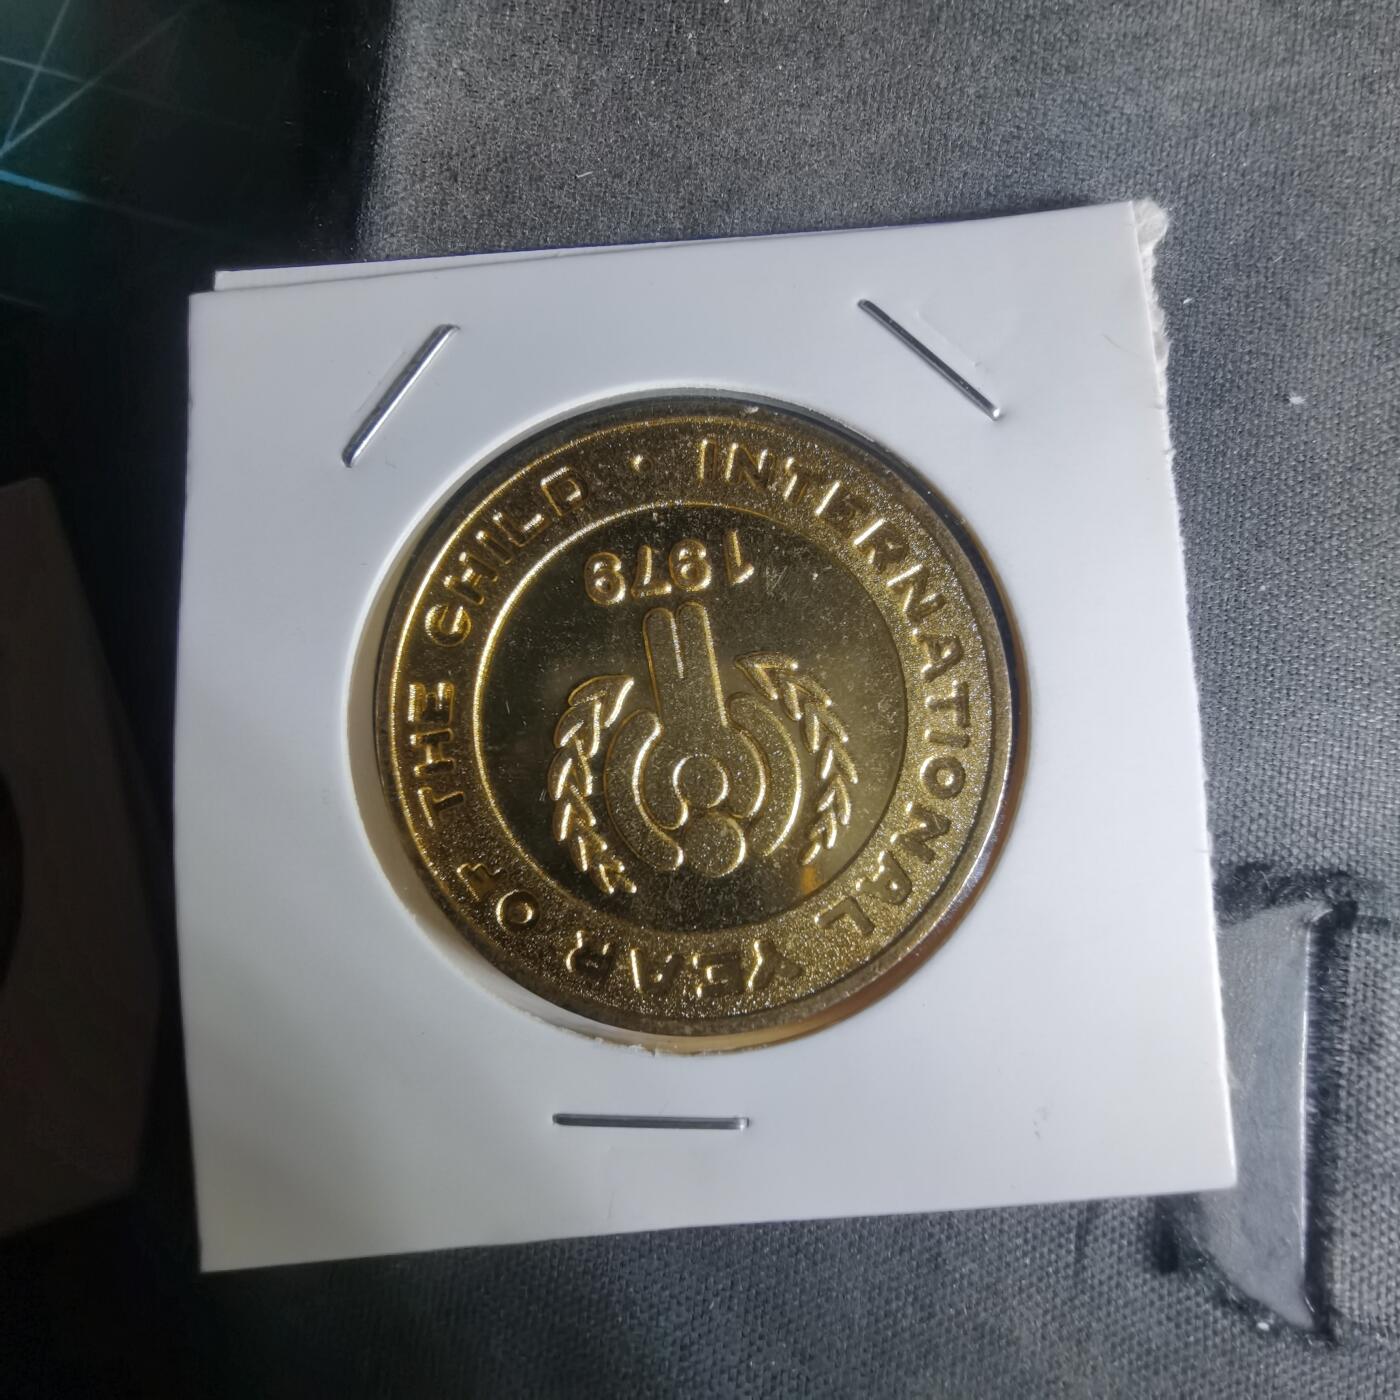 INTERNATIONAL YEAR OF THE CHILD •
1979